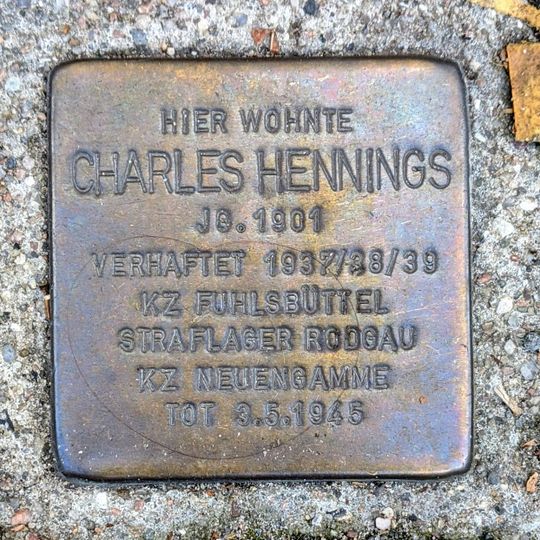 HIER WOHNTE
CHARLES HENNINGS
JG. 1901
VERHAFTET 1937/38/39
KZ FUHLSBÜTTEL
STRAFLAGER RODGAU
KZ NEUENGAMME
TOT 3.5.1945